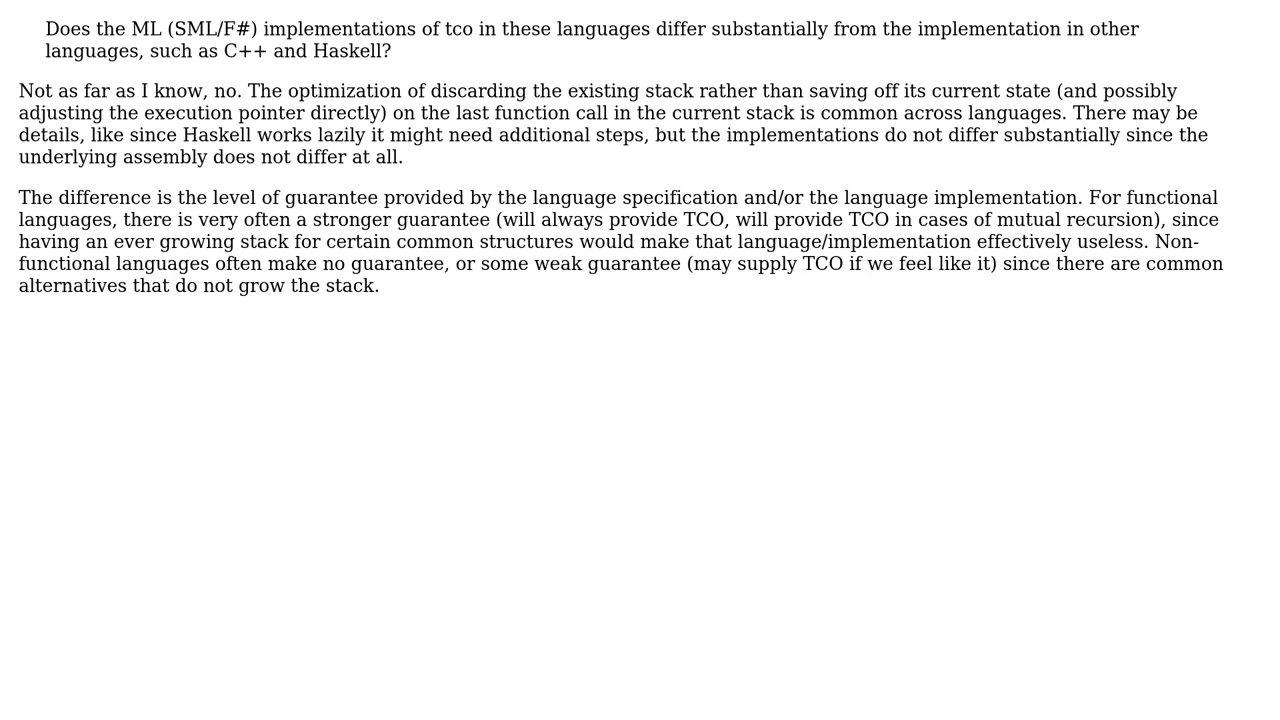 Does the ML (SML/F#) implementations of tco in these languages differ substantially from the implementation in other
languages, such as C++ and Haskell?
Not as far as I know, no. The optimization of discarding the existing stack rather than saving off its current state (and possibly
adjusting the execution pointer directly) on the last function call in the current stack is common across languages. There may be
details, like since Haskell works lazily it might need additional steps, but the implementations do not differ substantially since the
underlying assembly does not differ at all.
The difference is the level of guarantee provided by the language specification and/or the language implementation. For functional
languages, there is very often a stronger guarantee (will always provide TCO, will provide TCO in cases of mutual recursion), since
having an ever growing stack for certain common structures would make that language/implementation effectively useless. Non-
functional languages often make no guarantee, or some weak guarantee (may supply TCO if we feel like it) since there are common
alternatives that do not grow the stack.